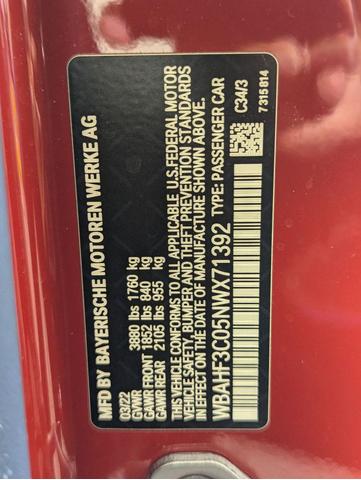 MFD BY BAYERISCHE MOTOREN WERKE AG
03/22
GVWR 3880 lbs 1760 kg
GAWR FRONT 1852 lbs 840 kg
GAWR REAR 2105 lbs 955 kg
THIS VEHICLE CONFORMS TO ALL APPLICABLE U.S.FEDERAL MOTOR
VEHICLE SAFETY, BUMPER AND THEFT PREVENTION STANDARDS
IN EFFECT ON THE DATE OF MANUFACTURE SHOWN ABOVE.
WBAHF3C05NWX71392 TYPE: PASSENGER CAR
C34/3
7315814